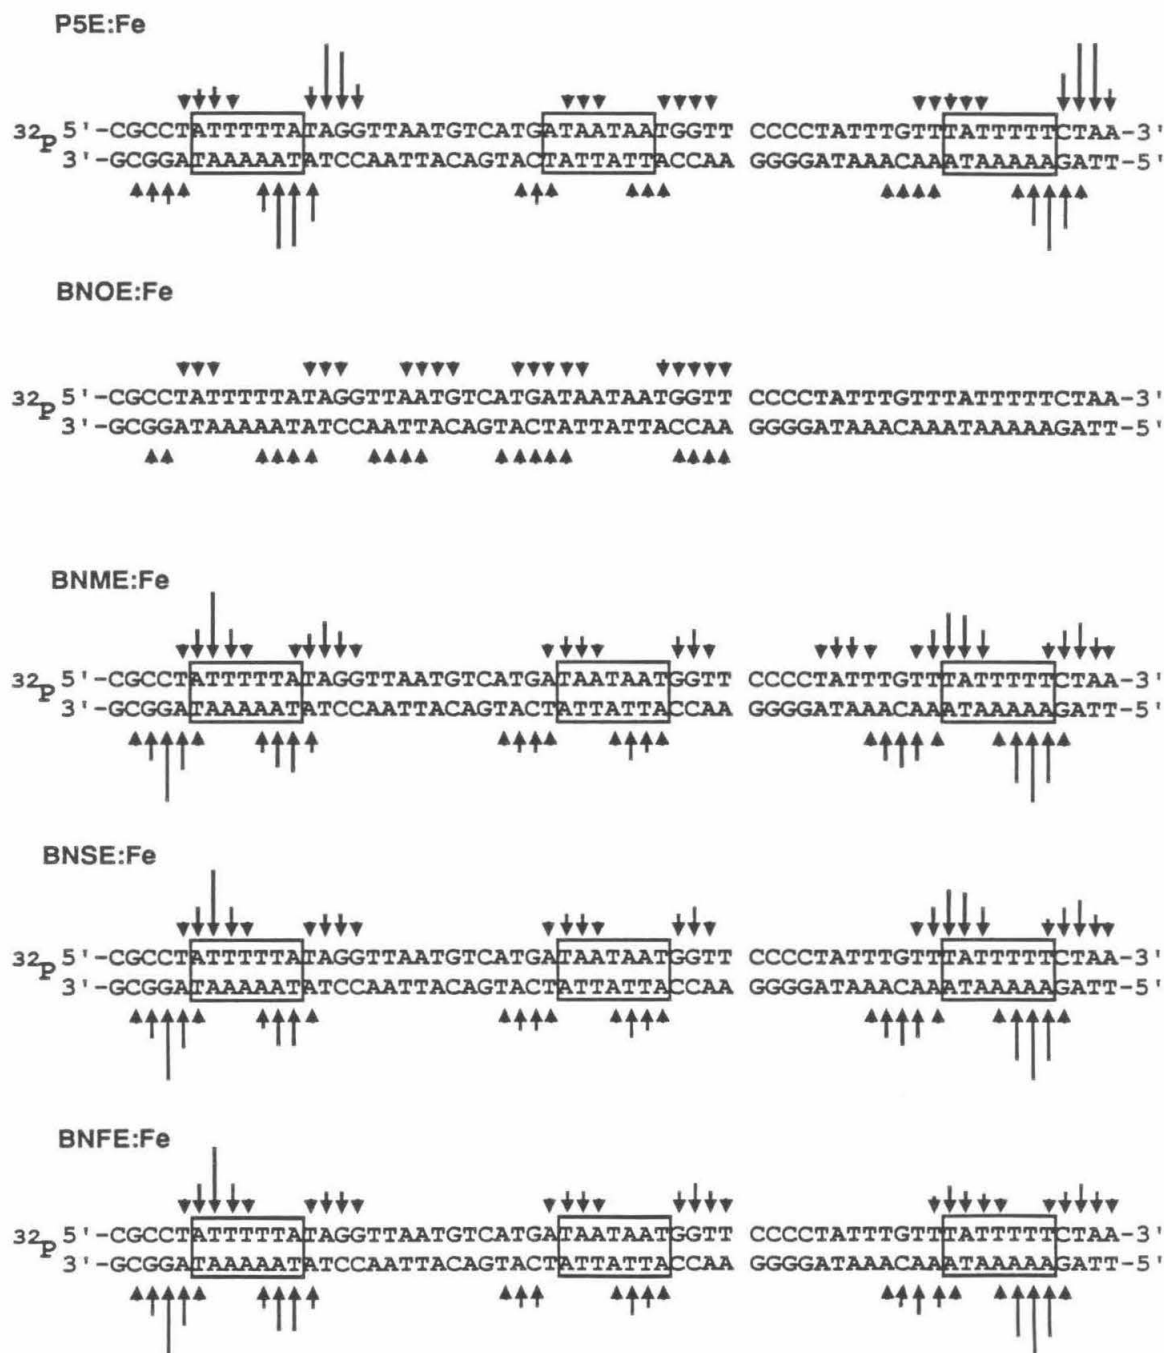 P5E:Fe
32P 5'-CGCCTATTTTTATAGGTTAATGTCATGATAATAATGGTT CCCCTATTTGTTTATTTTTCTAA-3'
3'-GCGGATAAAAATATCCAATTACAGTACTATTATTACCAA GGGGATAAACAAATAAAAAGATT-5'
BNOE:Fe
32P 5'-CGCCTATTTTTATAGGTTAATGTCATGATAATAATGGTT CCCCTATTTGTTTATTTTTCTAA-3'
3'-GCGGATAAAAATATCCAATTACAGTACTATTATTACCAA GGGGATAAACAAATAAAAAGATT-5'
BNME:Fe
32P 5'-CGCCTATTTTTATAGGTTAATGTCATGATAATAATGGTT CCCCTATTTGTTTATTTTTCTAA-3'
3'-GCGGATAAAAATATCCAATTACAGTACTATTATTACCAA GGGGATAAACAAATAAAAAGATT-5'
BNSE:Fe
32P 5'-CGCCTATTTTTATAGGTTAATGTCATGATAATAATGGTT CCCCTATTTGTTTATTTTTCTAA-3'
3'-GCGGATAAAAATATCCAATTACAGTACTATTATTACCAA GGGGATAAACAAATAAAAAGATT-5'
BNFE:Fe
32P 5'-CGCCTATTTTTATAGGTTAATGTCATGATAATAATGGTT CCCCTATTTGTTTATTTTTCTAA-3'
3'-GCGGATAAAAATATCCAATTACAGTACTATTATTACCAA GGGGATAAACAAATAAAAAGATT-5'